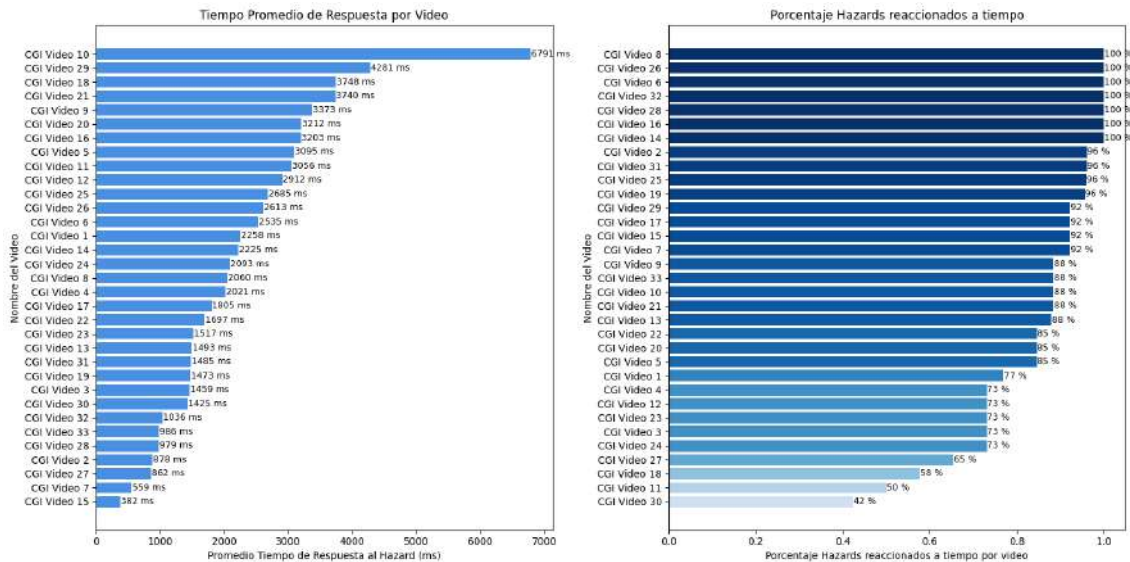 Tiempo Promedio de Respuesta por Video
Nombre del Video
CGI Video 10 6791 ms
CGI Video 29 4281 ms
CGI Video 18 3748 ms
CGI Video 21 3740 ms
CGI Video 9 3373 ms
CGI Video 20 3212 ms
CGI Video 16 3203 ms
CGI Video 5 3095 ms
CGI Video 11 3056 ms
CGI Video 12 2912 ms
CGI Video 25 2685 ms
CGI Video 26 2613 ms
CGI Video 6 2535 ms
CGI Video 1 2258 ms
CGI Video 14 2225 ms
CGI Video 24 2093 ms
CGI Video 8 2060 ms
CGI Video 4 2021 ms
CGI Video 17 1805 ms
CGI Video 22 1697 ms
CGI Video 23 1517 ms
CGI Video 13 1493 ms
CGI Video 31 1485 ms
CGI Video 19 1473 ms
CGI Video 3 1459 ms
CGI Video 30 1425 ms
CGI Video 32 1036 ms
CGI Video 33 986 ms
CGI Video 28 979 ms
CGI Video 2 878 ms
CGI Video 27 862 ms
CGI Video 7 559 ms
CGI Video 15 382 ms
0 1000 2000 3000 4000 5000 6000 7000
Promedio Tiempo de Respuesta al Hazard (ms)
Porcentaje Hazards reaccionados a tiempo
Nombre del Video
CGI Video 8 100 %
CGI Video 26 100 %
CGI Video 6 100 %
CGI Video 32 100 %
CGI Video 28 100 %
CGI Video 16 100 %
CGI Video 14 100 %
CGI Video 2 96 %
CGI Video 31 96 %
CGI Video 25 96 %
CGI Video 19 96 %
CGI Video 29 92 %
CGI Video 17 92 %
CGI Video 15 92 %
CGI Video 7 92 %
CGI Video 9 88 %
CGI Video 33 88 %
CGI Video 10 88 %
CGI Video 21 88 %
CGI Video 13 88 %
CGI Video 22 85 %
CGI Video 20 85 %
CGI Video 5 85 %
CGI Video 1 77 %
CGI Video 4 73 %
CGI Video 12 73 %
CGI Video 23 73 %
CGI Video 3 73 %
CGI Video 24 73 %
CGI Video 27 65 %
CGI Video 18 58 %
CGI Video 11 50 %
CGI Video 30 42 %
0.0 0.2 0.4 0.6 0.8 1.0
Porcentaje Hazards reaccionados a tiempo por video